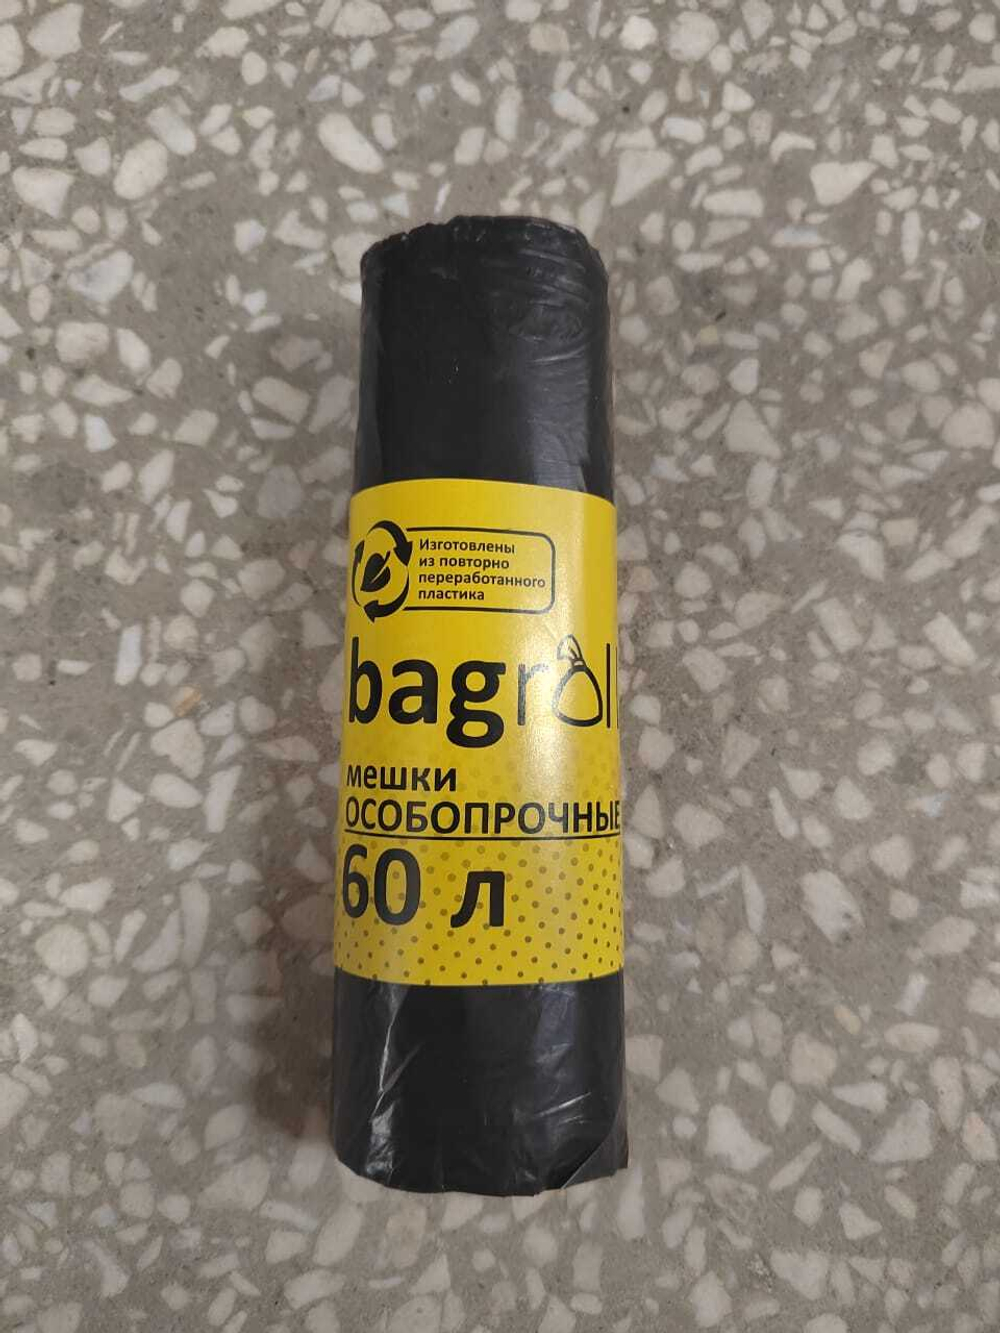 Изготовлены
из повторно
переработанного
пластика
bagroll
мешки
ОСОБОПРОЧНЫЕ
60 л